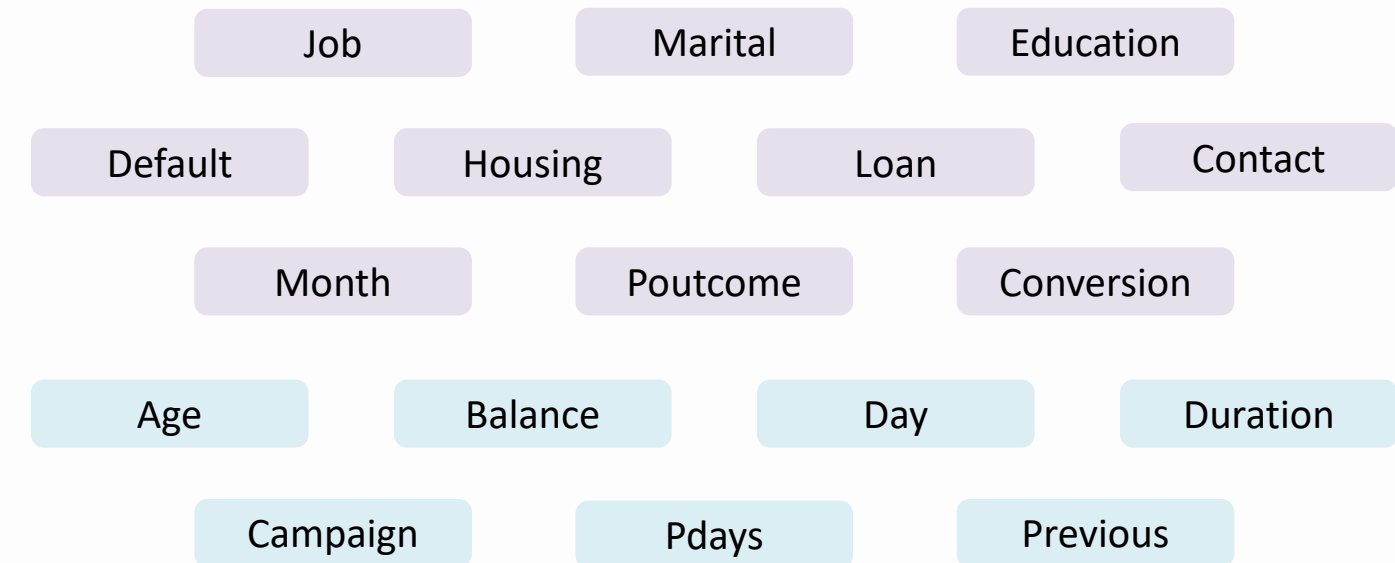 Job Marital Education
Default Housing Loan Contact
Month Poutcome Conversion
Age Balance Day Duration
Campaign Pdays Previous